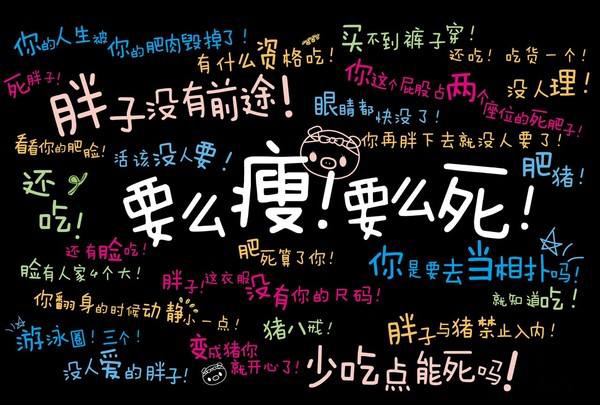 你的人生被你的肥肉毁掉了！
买不到裤子穿！
有什么资格吃！
还吃！吃货一个！
死胖子！
你这个屁股占两个座位的死肥子！
没人理！
胖子没有前途！
眼睛都快没了！
看看你的肥脸！
活该没人要！
你再胖下去就没人要了！
肥猪！
还吃！
要么瘦！要么死！
还有脸吃！
肥死算了你！
你是要去当相扑吗！
脸有人家4个大！
胖子！这衣服没有你的尺码！
就知道吃！
你翻身的时候动静小一点！
游泳圈！三个！
猪八戒！
胖子与猪禁止入内！
没人爱的胖子！
变成猪你就开心了！
少吃点能死吗！